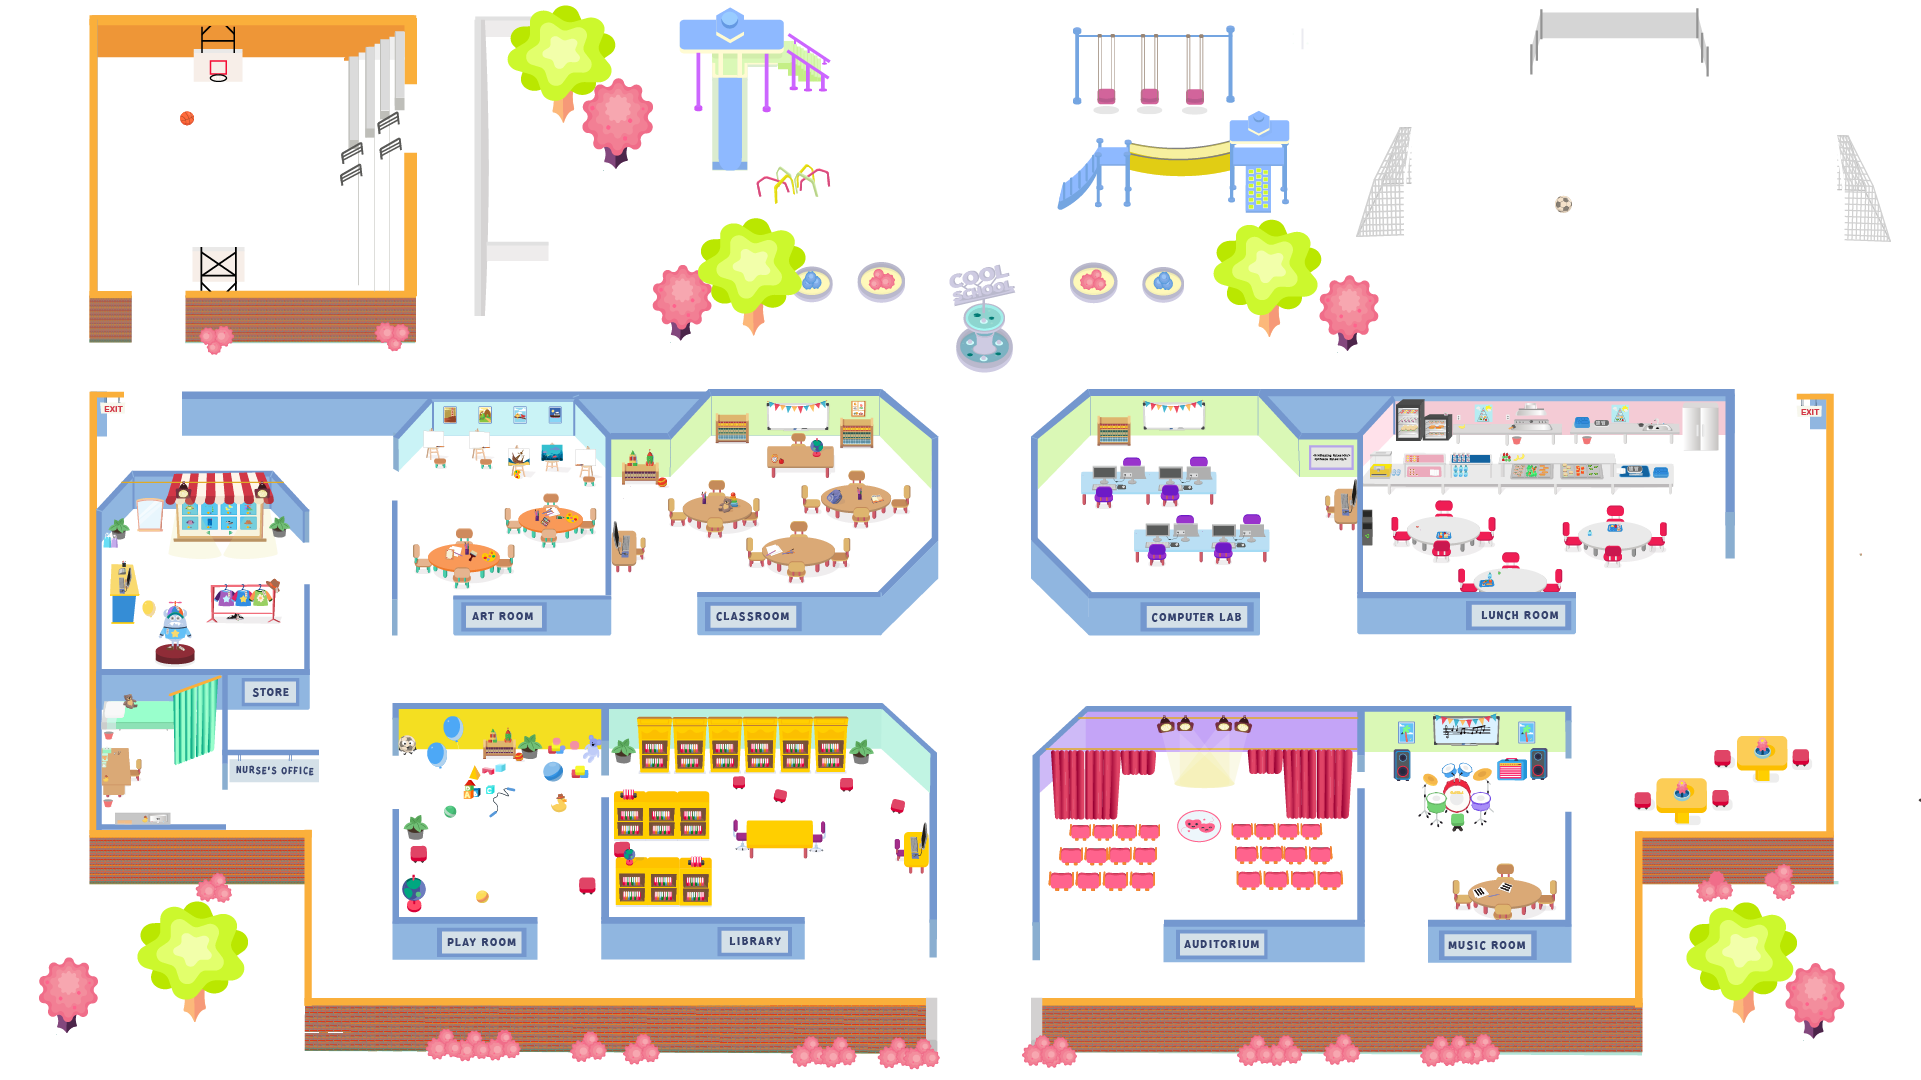 COOL
SCHOOL
EXIT
EXIT
ART ROOM
CLASSROOM
COMPUTER LAB
LUNCH ROOM
STORE
NURSE'S OFFICE
PLAY ROOM
LIBRARY
AUDITORIUM
MUSIC ROOM